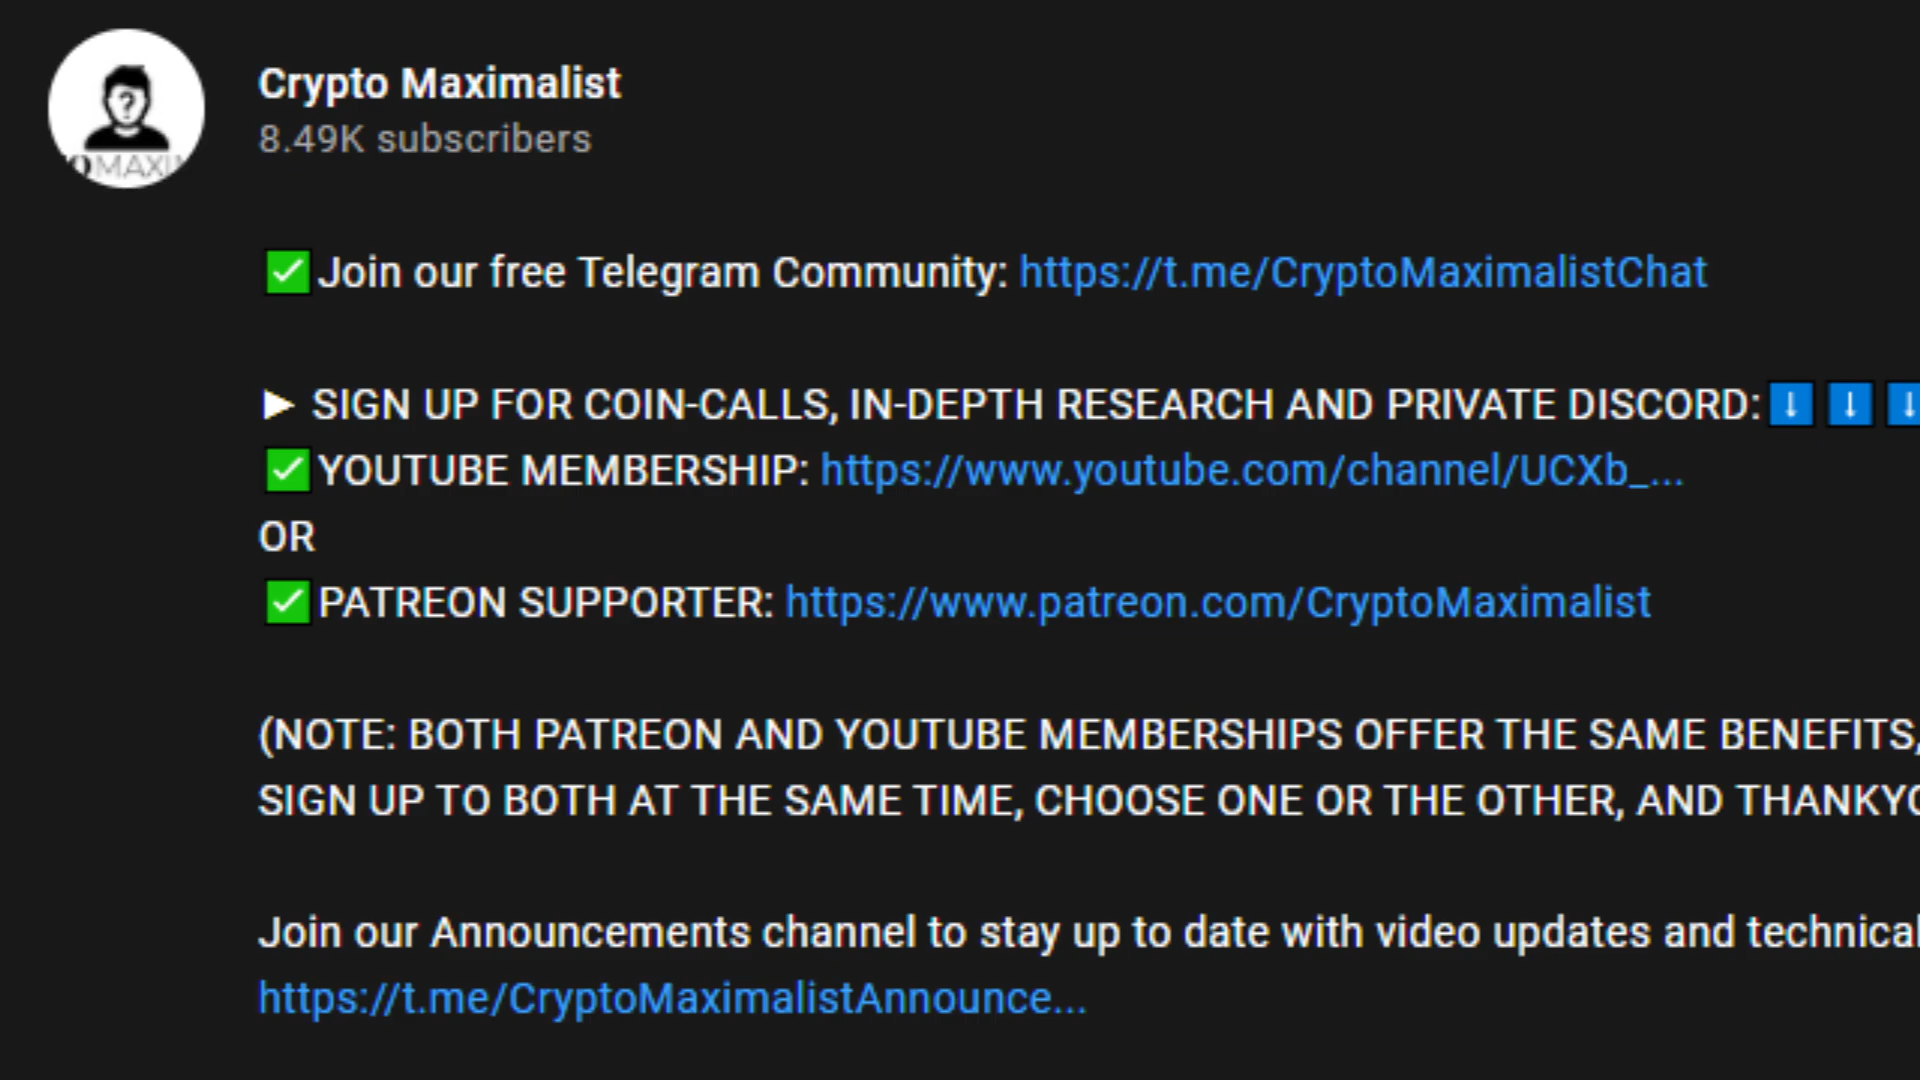 Crypto Maximalist
8.49K subscribers
?
OMAXI
✅Join our free Telegram Community: https://t.me/CryptoMaximalistChat
► SIGN UP FOR COIN-CALLS, IN-DEPTH RESEARCH AND PRIVATE DISCORD:⬇⬇⬇
✅YOUTUBE MEMBERSHIP: https://www.youtube.com/channel/UCXb_...
OR
✅PATREON SUPPORTER: https://www.patreon.com/CryptoMaximalist
(NOTE: BOTH PATREON AND YOUTUBE MEMBERSHIPS OFFER THE SAME BENEFITS,
SIGN UP TO BOTH AT THE SAME TIME, CHOOSE ONE OR THE OTHER, AND THANKYO
Join our Announcements channel to stay up to date with video updates and technical
https://t.me/CryptoMaximalistAnnounce...